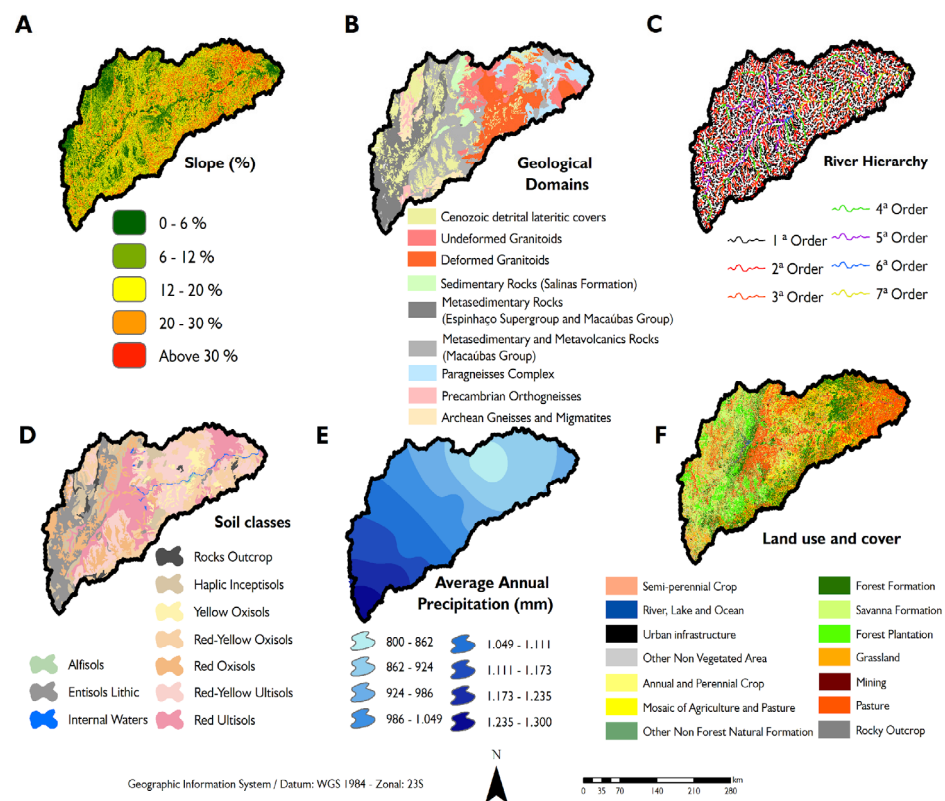 A
B
C
Slope (%)
0 - 6 %
6 - 12 %
12 - 20 %
20 - 30 %
Above 30 %
Geological
Domains
Cenozoic detrital lateritic covers
Undeformed Granitoids
Deformed Granitoids
Sedimentary Rocks (Salinas Formation)
Metasedimentary Rocks
(Espinhaço Supergroup and Macaúbas Group)
Metasedimentary and Metavolcanics Rocks
(Macaúbas Group)
Paragneisses Complex
Precambrian Orthogneisses
Archean Gneisses and Migmatites
River Hierarchy
1ª Order
2ª Order
3ª Order
4ª Order
5ª Order
6ª Order
7ª Order
D
E
F
Soil classes
Rocks Outcrop
Haplic Inceptisols
Yellow Oxisols
Red-Yellow Oxisols
Red Oxisols
Red-Yellow Ultisols
Red Ultisols
Alfisols
Entisols Lithic
Internal Waters
Average Annual
Precipitation (mm)
800 - 862
862 - 924
924 - 986
986 - 1.049
1.049 - 1.111
1.111 - 1.173
1.173 - 1.235
1.235 - 1.300
Land use and cover
Semi-perennial Crop
River, Lake and Ocean
Urban infrastructure
Other Non Vegetated Area
Annual and Perennial Crop
Mosaic of Agriculture and Pasture
Other Non Forest Natural Formation
Forest Formation
Savanna Formation
Forest Plantation
Grassland
Mining
Pasture
Rocky Outcrop
Geographic Information System / Datum: WGS 1984 - Zonal: 23S
N
km
0 35 70 140 210 280